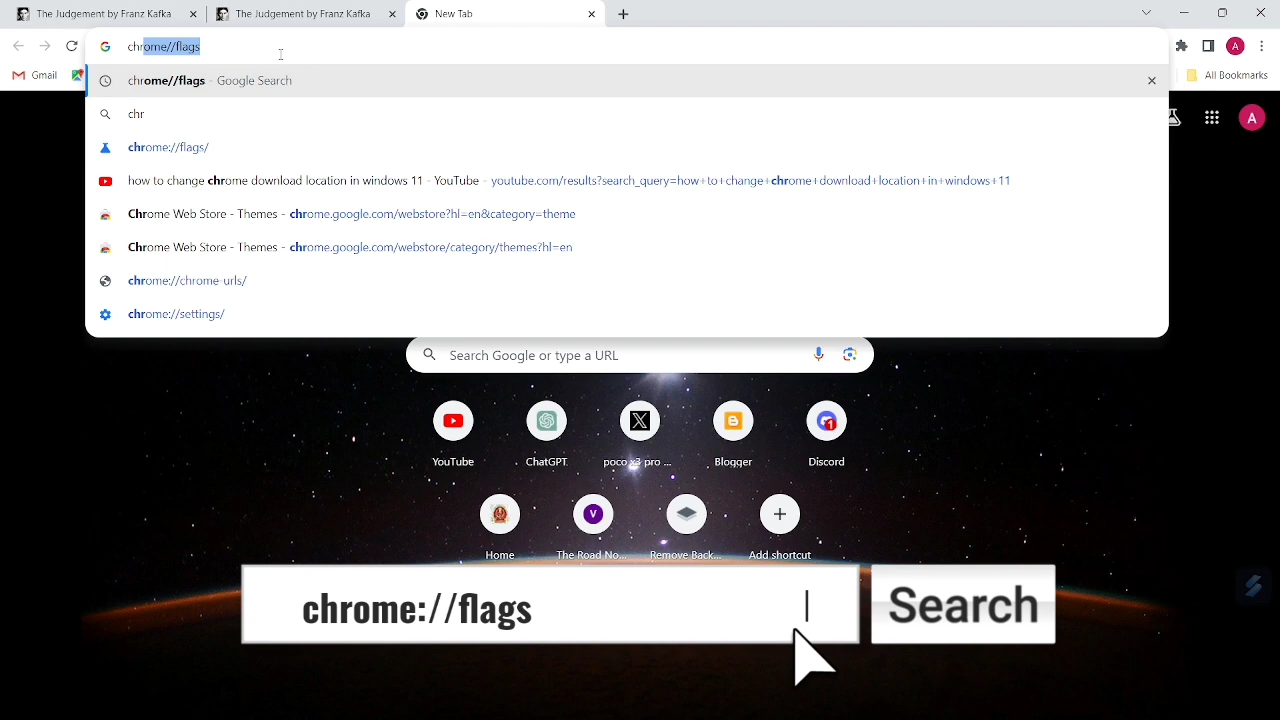 The Judgement by Franz Kafka
The Judgement by Franz Kafka
New Tab
chrome//flags
A
Gmail
All Bookmarks
chrome//flags - Google Search
chr
A
chrome://flags/
how to change chrome download location in windows 11 - YouTube - youtube.com/results?search_query=how+to+change+chrome+download+location+in+windows+11
Chrome Web Store - Themes - chrome.google.com/webstore?hl=en&category=theme
Chrome Web Store - Themes - chrome.google.com/webstore/category/themes?hl=en
chrome://chrome-urls/
chrome://settings/
Search Google or type a URL
1
YouTube
ChatGPT
poco x3 pro ...
Blogger
Discord
V
Home
The Road No...
Remove Back...
Add shortcut
chrome://flags
Search